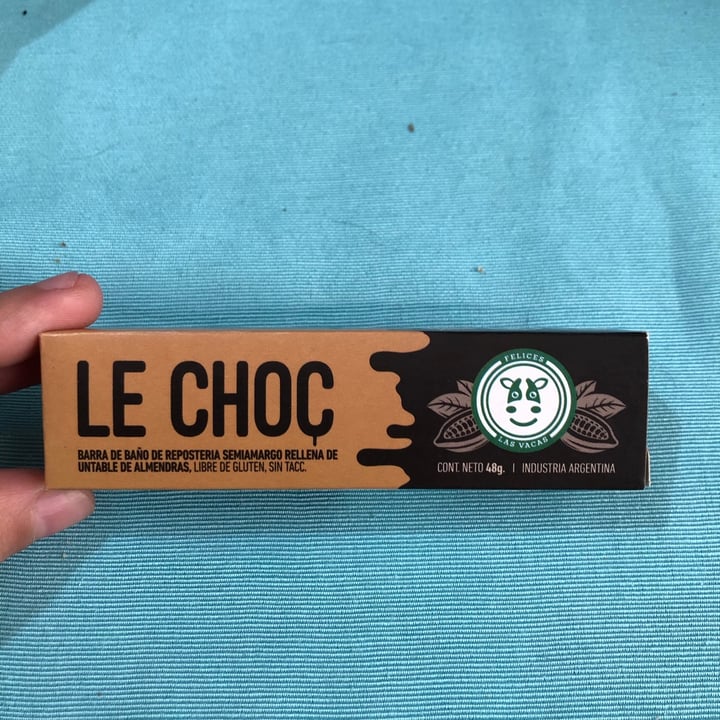 LE CHOÇ
BARRA DE BAÑO DE REPOSTERIA SEMIAMARGO RELLENA DE
UNTABLE DE ALMENDRAS, LIBRE DE GLUTEN, SIN TACC.
FELICES
LAS VACAS
CONT. NETO 48g. | INDUSTRIA ARGENTINA